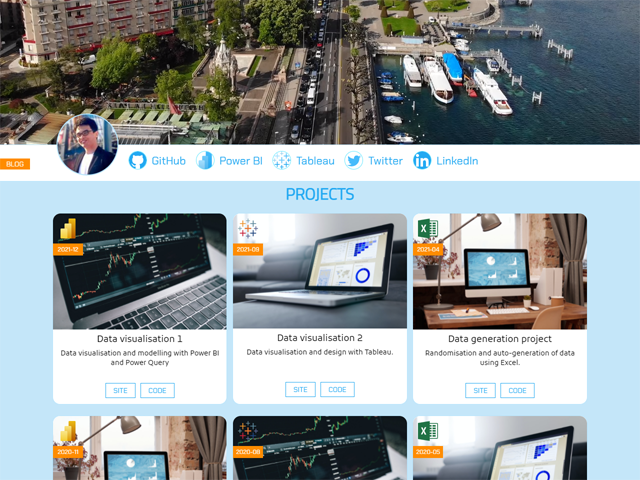 BLOG
GitHub
Power BI
Tableau
Twitter
LinkedIn
PROJECTS
2021-12
Data visualisation 1
Data visualisation and modelling with Power BI
and Power Query
SITE
CODE
2021-09
Data visualisation 2
Data visualisation and design with Tableau.
SITE
CODE
2021-04
Data generation project
Randomisation and auto-generation of data
using Excel.
SITE
CODE
2020-11
2020-08
2020-05